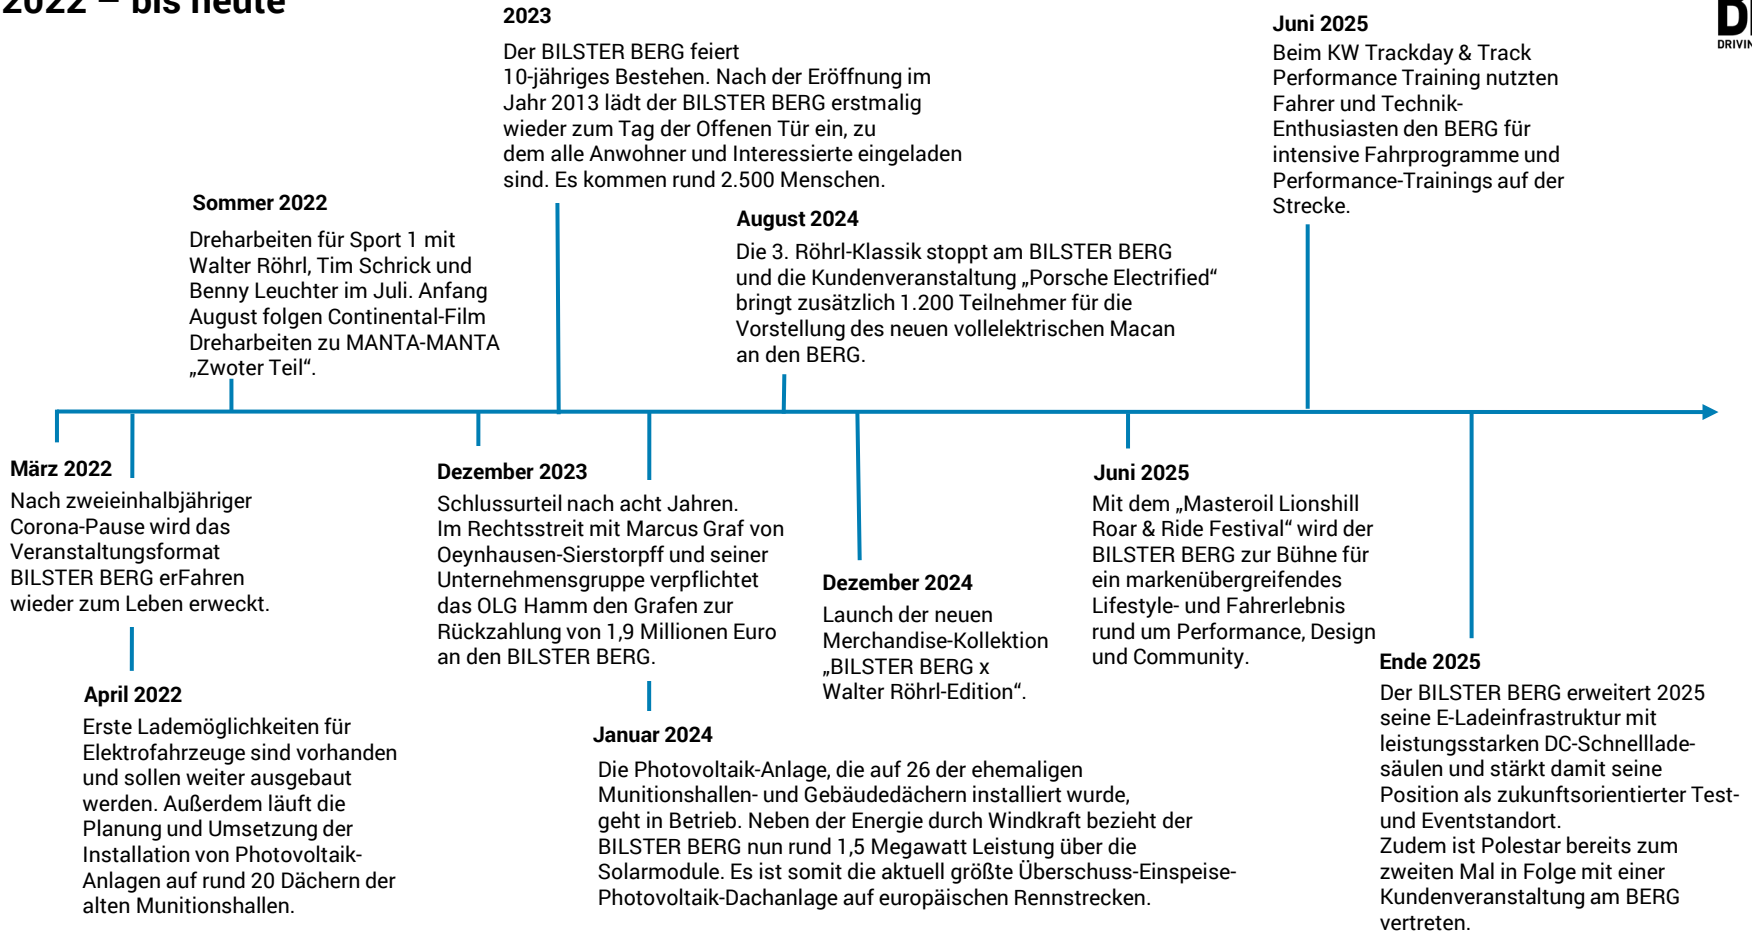 2022 – bis heute
2023
Der BILSTER BERG feiert
10-jähriges Bestehen. Nach der Eröffnung im
Jahr 2013 lädt der BILSTER BERG erstmalig
wieder zum Tag der Offenen Tür ein, zu
dem alle Anwohner und Interessierte eingeladen
sind. Es kommen rund 2.500 Menschen.
Juni 2025
Beim KW Trackday & Track
Performance Training nutzten
Fahrer und Technik-
Enthusiasten den BERG für
intensive Fahrprogramme und
Performance-Trainings auf der
Strecke.
Sommer 2022
Dreharbeiten für Sport 1 mit
Walter Röhrl, Tim Schrick und
Benny Leuchter im Juli. Anfang
August folgen Continental-Film
Dreharbeiten zu MANTA-MANTA
„Zwoter Teil“.
August 2024
Die 3. Röhrl-Klassik stoppt am BILSTER BERG
und die Kundenveranstaltung „Porsche Electrified“
bringt zusätzlich 1.200 Teilnehmer für die
Vorstellung des neuen vollelektrischen Macan
an den BERG.
März 2022
Nach zweieinhalbjähriger
Corona-Pause wird das
Veranstaltungsformat
BILSTER BERG erFahren
wieder zum Leben erweckt.
April 2022
Erste Lademöglichkeiten für
Elektrofahrzeuge sind vorhanden
und sollen weiter ausgebaut
werden. Außerdem läuft die
Planung und Umsetzung der
Installation von Photovoltaik-
Anlagen auf rund 20 Dächern der
alten Munitionshallen.
Dezember 2023
Schlussurteil nach acht Jahren.
Im Rechtsstreit mit Marcus Graf von
Oeynhausen-Sierstorpff und seiner
Unternehmensgruppe verpflichtet
das OLG Hamm den Grafen zur
Rückzahlung von 1,9 Millionen Euro
an den BILSTER BERG.
Januar 2024
Die Photovoltaik-Anlage, die auf 26 der ehemaligen
Munitionshallen- und Gebäudedächern installiert wurde,
geht in Betrieb. Neben der Energie durch Windkraft bezieht der
BILSTER BERG nun rund 1,5 Megawatt Leistung über die
Solarmodule. Es ist somit die aktuell größte Überschuss-Einspeise-
Photovoltaik-Dachanlage auf europäischen Rennstrecken.
Dezember 2024
Launch der neuen
Merchandise-Kollektion
„BILSTER BERG x
Walter Röhrl-Edition“.
Juni 2025
Mit dem „Masteroil Lionshill
Roar & Ride Festival“ wird der
BILSTER BERG zur Bühne für
ein markenübergreifendes
Lifestyle- und Fahrerlebnis
rund um Performance, Design
und Community.
Ende 2025
Der BILSTER BERG erweitert 2025
seine E-Ladeinfrastruktur mit
leistungsstarken DC-Schnelllade-
säulen und stärkt damit seine
Position als zukunftsorientierter Test-
und Eventstandort.
Zudem ist Polestar bereits zum
zweiten Mal in Folge mit einer
Kundenveranstaltung am BERG
vertreten.